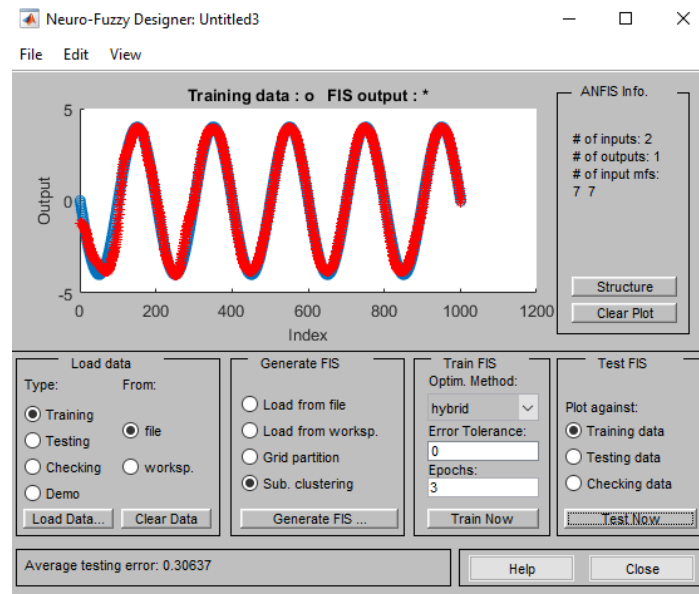 Neuro-Fuzzy Designer: Untitled3
File Edit View
Training data : o FIS output : *
5
0
-5
Output
0 200 400 600 800 1000 1200
Index
ANFIS Info.
# of inputs: 2
# of outputs: 1
# of input mfs:
7 7
Structure
Clear Plot
Load data
Type: From:
Training
Testing
Checking
Demo
file
worksp.
Load Data... Clear Data
Generate FIS
Load from file
Load from worksp.
Grid partition
Sub. clustering
Generate FIS ...
Train FIS
Optim. Method:
hybrid
Error Tolerance:
0
Epochs:
3
Train Now
Test FIS
Plot against:
Training data
Testing data
Checking data
Test Now
Average testing error: 0.30637
Help Close